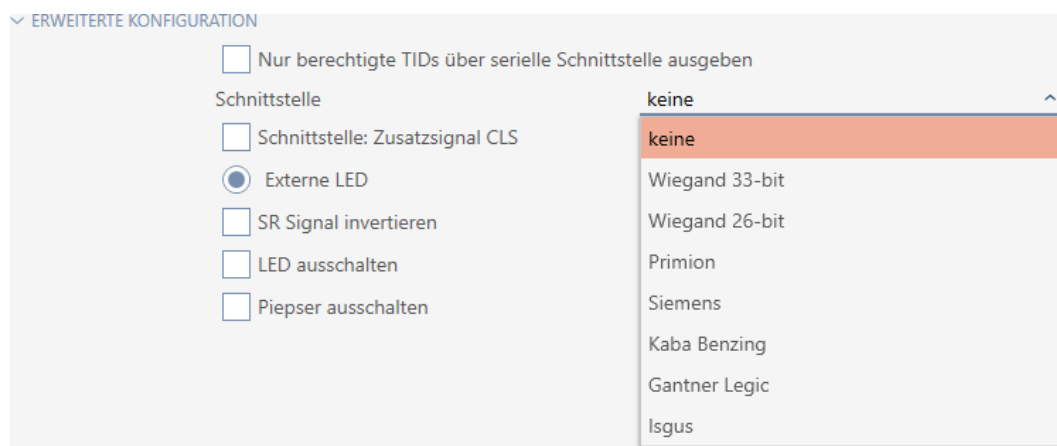 ERWEITERTE KONFIGURATION
Nur berechtigte TIDs über serielle Schnittstelle ausgeben
Schnittstelle keine
Schnittstelle: Zusatzsignal CLS keine
Externe LED Wiegand 33-bit
SR Signal invertieren Wiegand 26-bit
LED ausschalten Primion
Piepser ausschalten Siemens
Kaba Benzing
Gantner Legic
Isgus